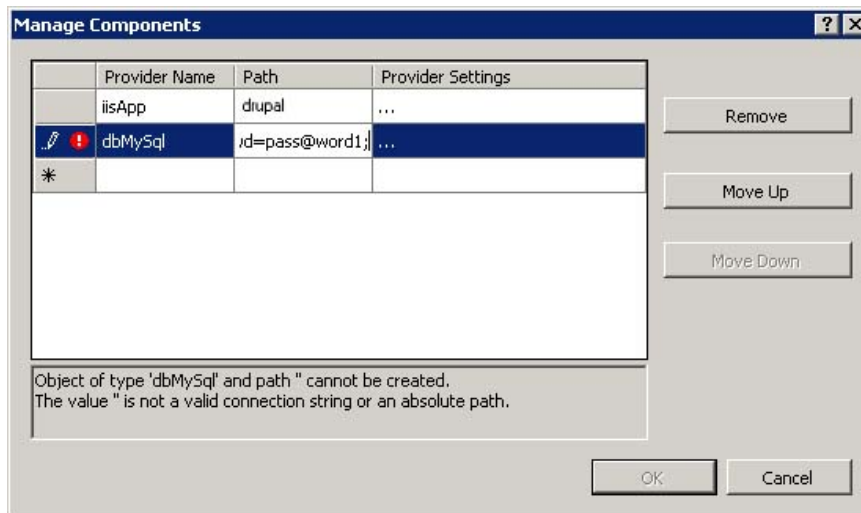 Manage Components
Provider Name Path Provider Settings
iisApp drupal ...
dbMySql d=pass@word1; ...
Remove
Move Up
Move Down
Object of type 'dbMySql' and path '' cannot be created.
The value '' is not a valid connection string or an absolute path.
OK Cancel